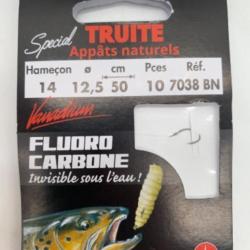 Special TRUITE
Appâts naturels
Hameçon ø cm Pces Réf.
14 12,5 50 10 7038 BN
Vanadium
FLUORO
CARBONE
Invisible sous l'eau !